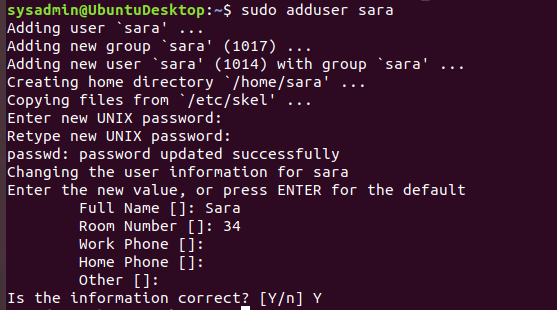 sysadmin@UbuntuDesktop:~$ sudo adduser sara
Adding user `sara' ...
Adding new group `sara' (1017) ...
Adding new user `sara' (1014) with group `sara' ...
Creating home directory `/home/sara' ...
Copying files from `/etc/skel' ...
Enter new UNIX password:
Retype new UNIX password:
passwd: password updated successfully
Changing the user information for sara
Enter the new value, or press ENTER for the default
        Full Name []: Sara
        Room Number []: 34
        Work Phone []:
        Home Phone []:
        Other []:
Is the information correct? [Y/n] Y